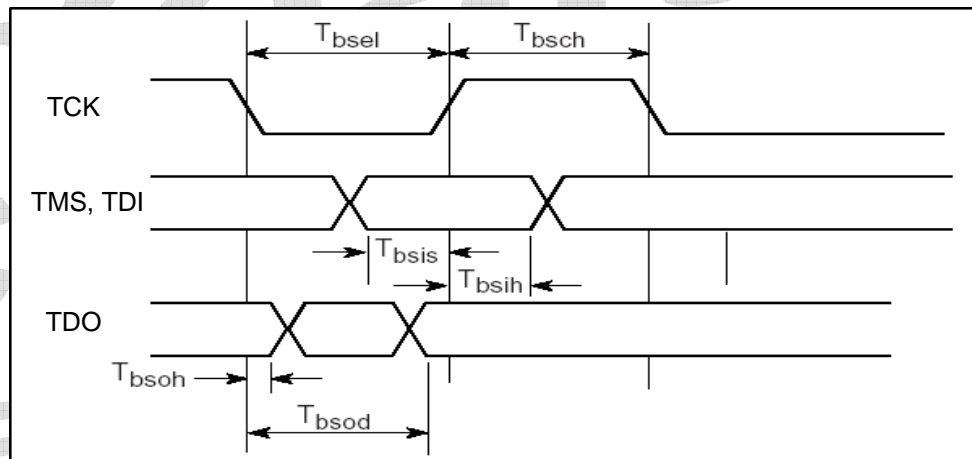 Tbsel
Tbsch
TCK
TMS, TDI
Tbsis
Tbsih
TDO
Tbsoh
Tbsod